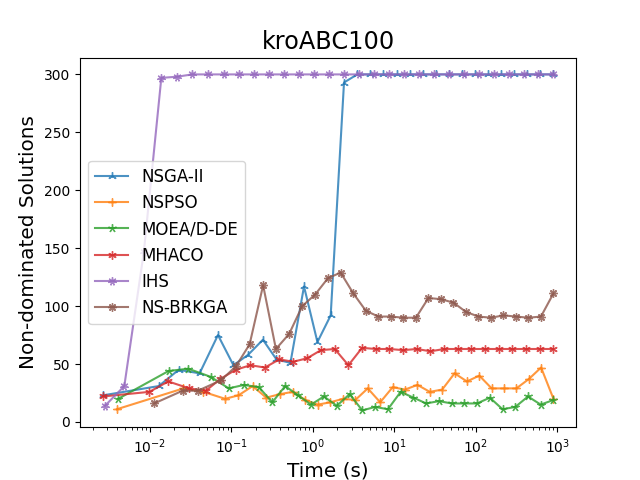 kroABC100
Non-dominated Solutions
300
250
200
150
100
50
0
NSGA-II
NSPSO
MOEA/D-DE
MHACO
IHS
NS-BRKGA
10⁻² 10⁻¹ 10⁰ 10¹ 10² 10³
Time (s)